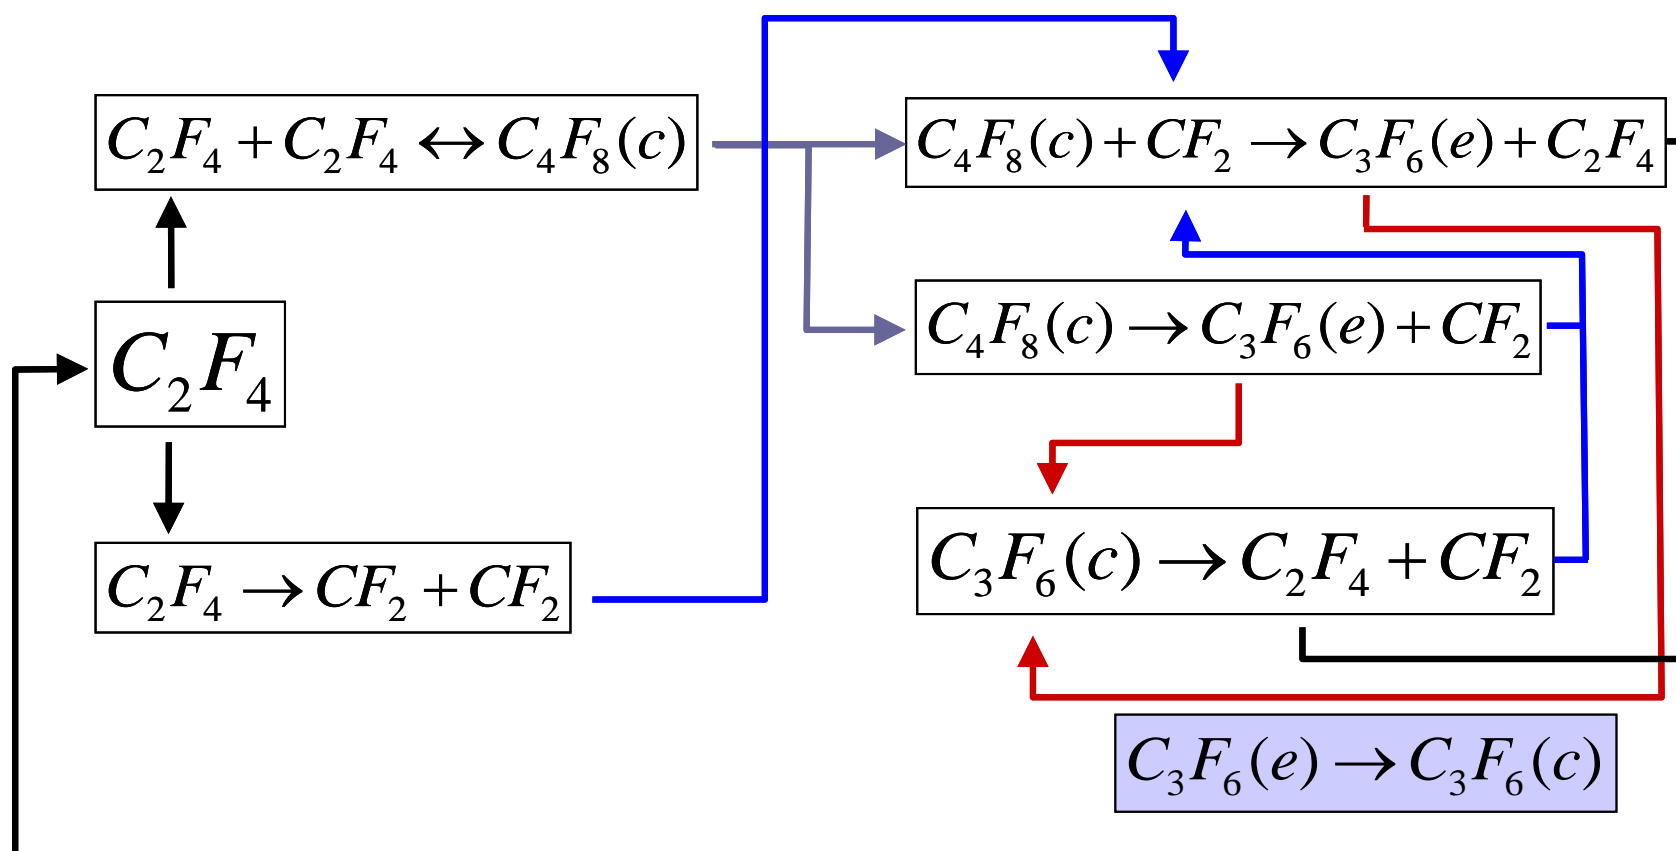 C₂F₄ + C₂F₄ ↔ C₄F₈(c)
C₄F₈(c) + CF₂ → C₃F₆(e) + C₂F₄
C₂F₄
C₄F₈(c) → C₃F₆(e) + CF₂
C₂F₄ → CF₂ + CF₂
C₃F₆(c) → C₂F₄ + CF₂
C₃F₆(e) → C₃F₆(c)